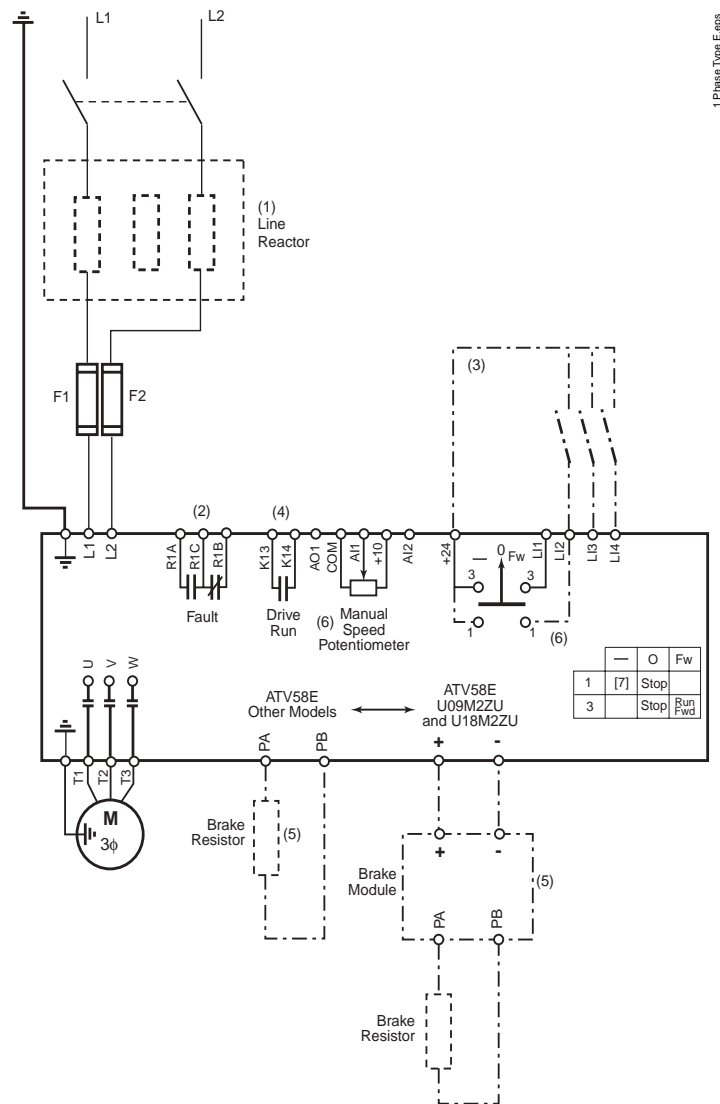 1 Phase Type E.eps
L1
L2
(1)
Line
Reactor
F1
F2
(3)
L1
L2
(2)
R1A
R1C
R1B
Fault
(4)
K13
K14
Drive
Run
AO1
COM
AI1
+10
AI2
(6)
Manual
Speed
Potentiometer
+24
LI1
LI2
LI3
LI4
—
0
Fw
3
3
1
1
(6)
— O Fw
1 [7] Stop
3 Stop Run
Fwd
U
V
W
ATV58E
Other Models
ATV58E
U09M2ZU
and U18M2ZU
PA
PB
+
-
T1
T2
T3
M
3ϕ
Brake
Resistor
(5)
+
-
Brake
Module
(5)
PA
PB
Brake
Resistor